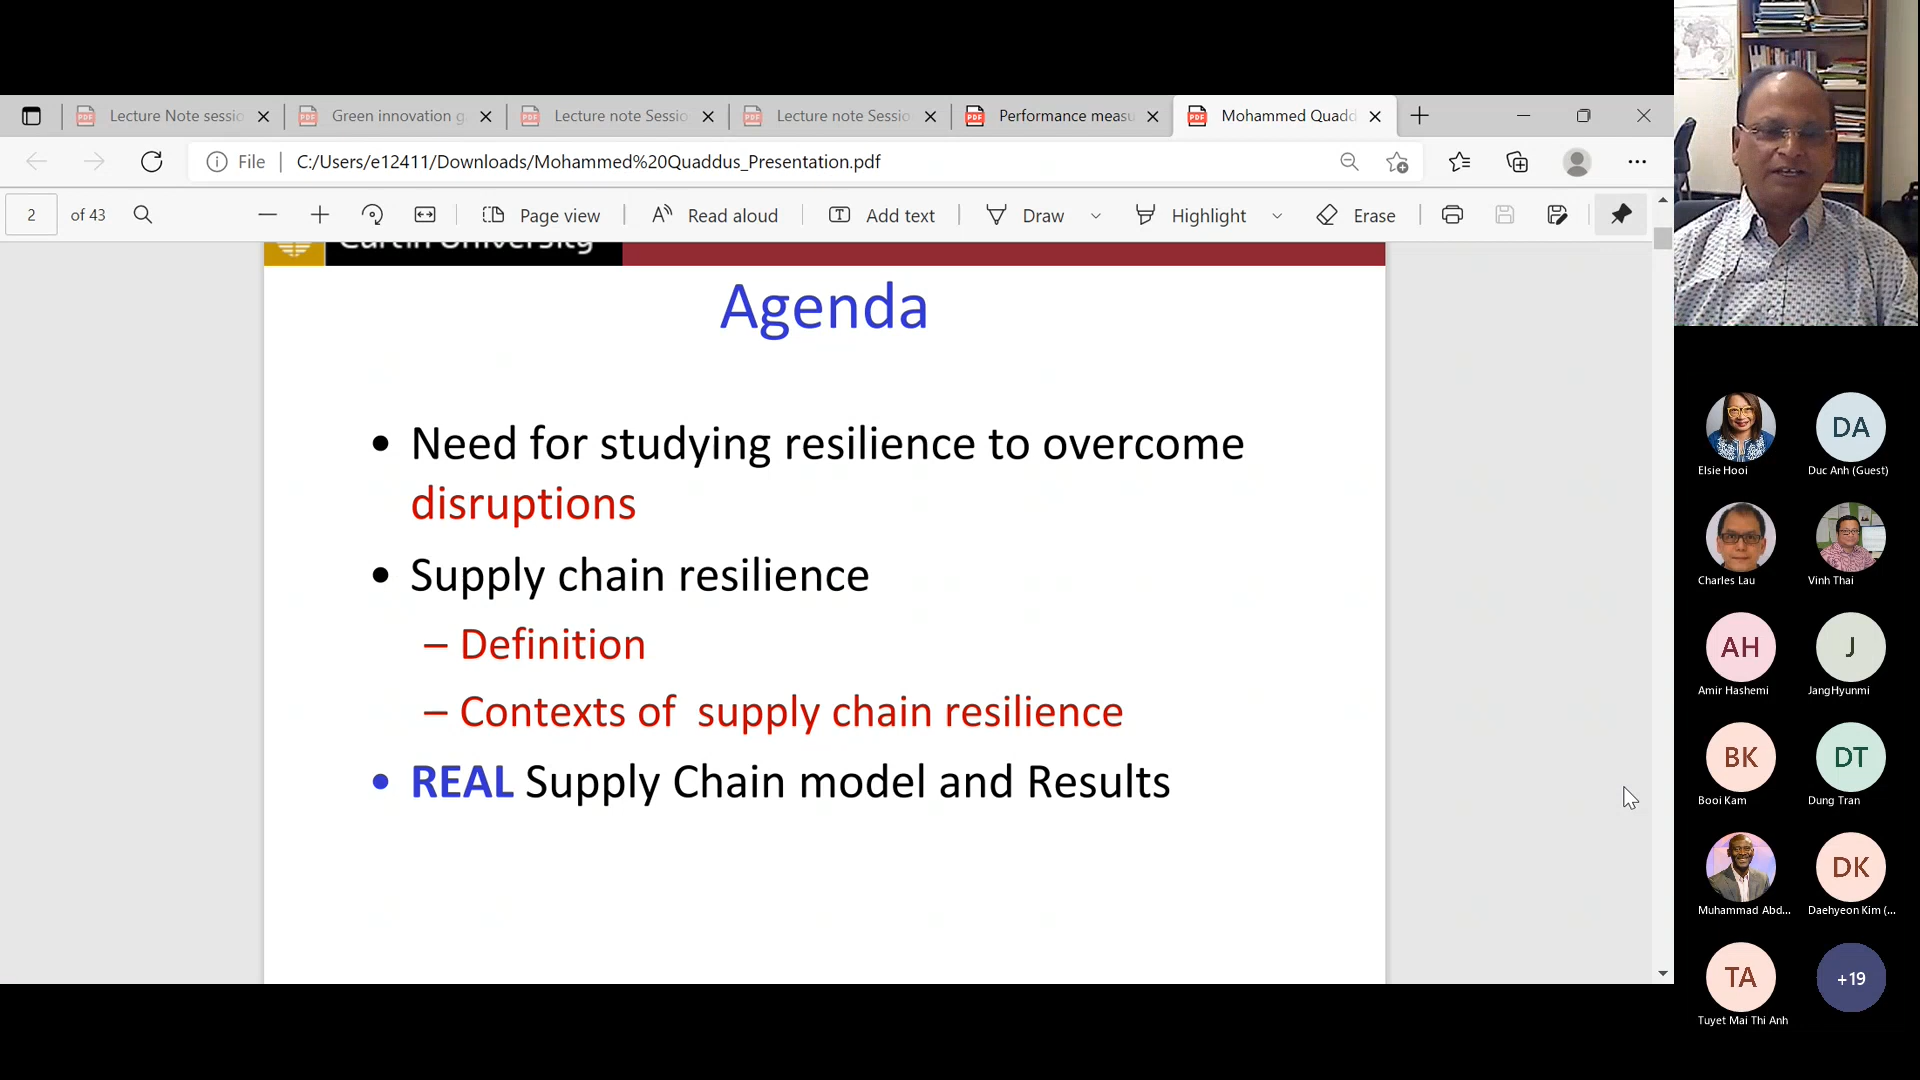 Lecture Note sessio
Green innovation g
Lecture note Sessio
Lecture note Sessio
Performance measu
Mohammed Quadd
File
C:/Users/e12411/Downloads/Mohammed%20Quaddus_Presentation.pdf
2 of 43
Page view
Read aloud
Add text
Draw
Highlight
Erase
Curtin University
Agenda
• Need for studying resilience to overcome
disruptions
• Supply chain resilience
– Definition
– Contexts of supply chain resilience
• REAL Supply Chain model and Results
Elsie Hooi
DA
Duc Anh (Guest)
Charles Lau
Vinh Thai
AH
Amir Hashemi
J
JangHyunmi
BK
Booi Kam
DT
Dung Tran
Muhammad Abd...
DK
Daehyeon Kim (...
TA
Tuyet Mai Thi Anh
+19